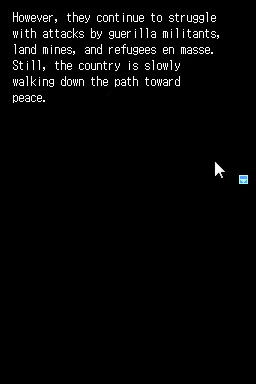 However, they continue to struggle
with attacks by guerilla militants,
land mines, and refugees en masse.
Still, the country is slowly
walking down the path toward
peace.